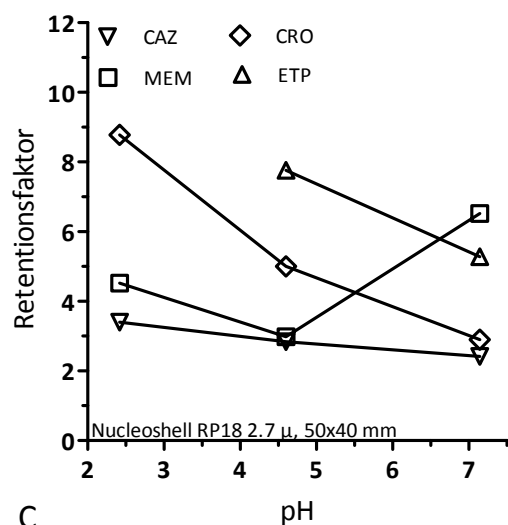 12
CAZ
CRO
MEM
ETP
10
8
6
4
2
0
Retentionsfaktor
Nucleoshell RP18 2.7 µ, 50x40 mm
2 3 4 5 6 7
C
pH